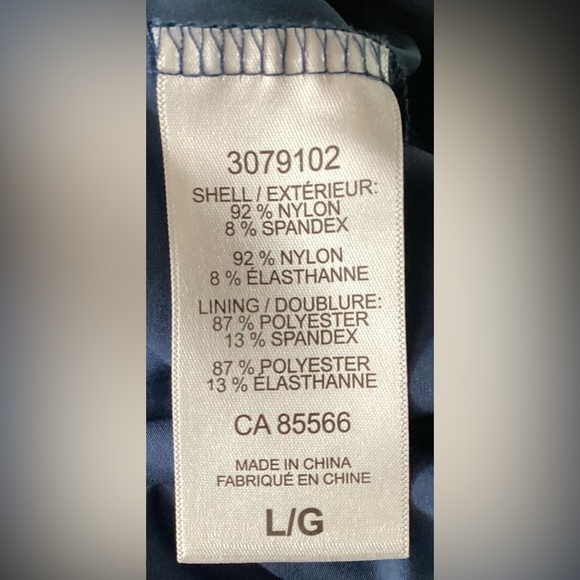 3079102
SHELL / EXTÉRIEUR:
92 % NYLON
8 % SPANDEX
92 % NYLON
8 % ÉLASTHANNE
LINING / DOUBLURE:
87 % POLYESTER
13 % SPANDEX
87 % POLYESTER
13 % ÉLASTHANNE
CA 85566
MADE IN CHINA
FABRIQUÉ EN CHINE
L/G